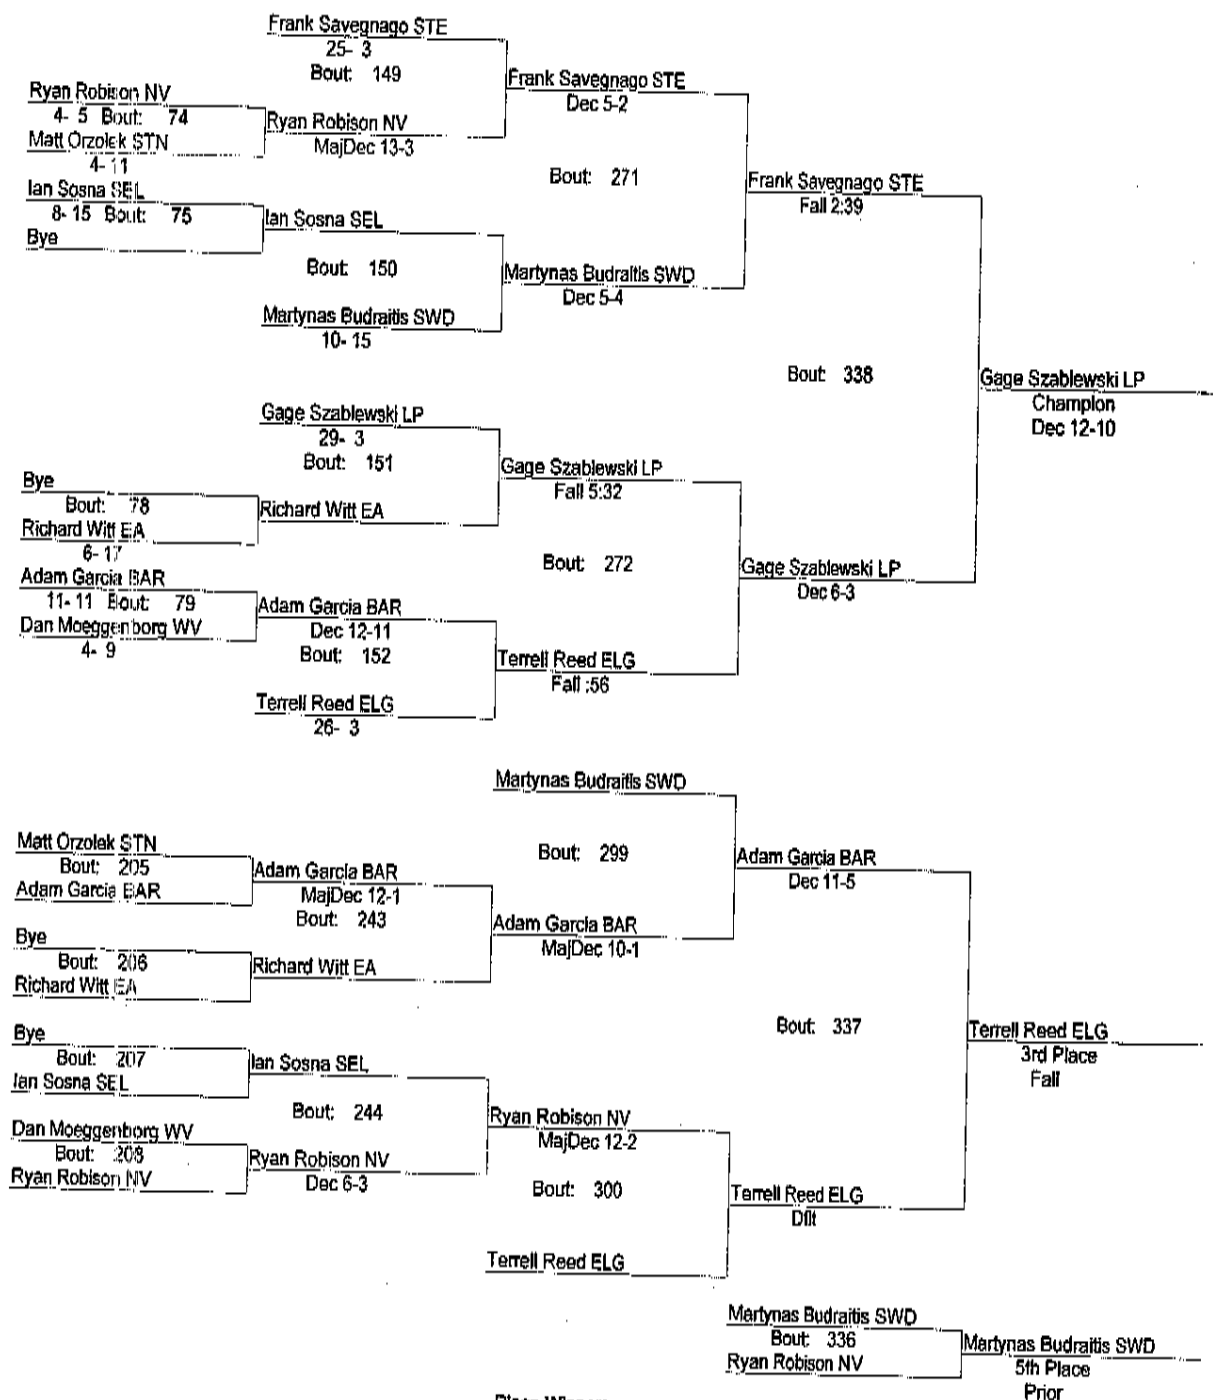 Frank Savegnago STE
25- 3
Bout: 149
Frank Savegnago STE
Dec 5-2
Ryan Robison NV
4- 5 Bout: 74
Ryan Robison NV
MajDec 13-3
Matt Orzolek STN
4- 11
Bout: 271
Frank Savegnago STE
Fall 2:39
Ian Sosna SEL
8- 15 Bout: 75
Ian Sosna SEL
Bye
Bout: 150
Martynas Budraitis SWD
Dec 5-4
Martynas Budraitis SWD
10- 15
Bout: 338
Gage Szablewski LP
Champion
Dec 12-10
Gage Szablewski LP
29- 3
Bout: 151
Gage Szablewski LP
Fall 5:32
Bye
Bout: 78
Richard Witt EA
Richard Witt EA
6- 17
Bout: 272
Gage Szablewski LP
Dec 6-3
Adam Garcia BAR
11- 11 Bout: 79
Adam Garcia BAR
Dec 12-11
Dan Moeggenborg WV
4- 9
Bout: 152
Terrell Reed ELG
Fall :56
Terrell Reed ELG
26- 3
Martynas Budraitis SWD
Matt Orzolek STN
Bout: 205
Adam Garcia BAR
Adam Garcia BAR
MajDec 12-1
Bout: 299
Adam Garcia BAR
Dec 11-5
Bout: 243
Adam Garcia BAR
MajDec 10-1
Bye
Bout: 206
Richard Witt EA
Richard Witt EA
Bout: 337
Terrell Reed ELG
3rd Place
Fall
Bye
Bout: 207
Ian Sosna SEL
Ian Sosna SEL
Bout: 244
Ryan Robison NV
MajDec 12-2
Dan Moeggenborg WV
Bout: 208
Ryan Robison NV
Ryan Robison NV
Dec 6-3
Bout: 300
Terrell Reed ELG
Dflt
Terrell Reed ELG
Martynas Budraitis SWD
Bout: 336
Ryan Robison NV
Martynas Budraitis SWD
5th Place
Prior